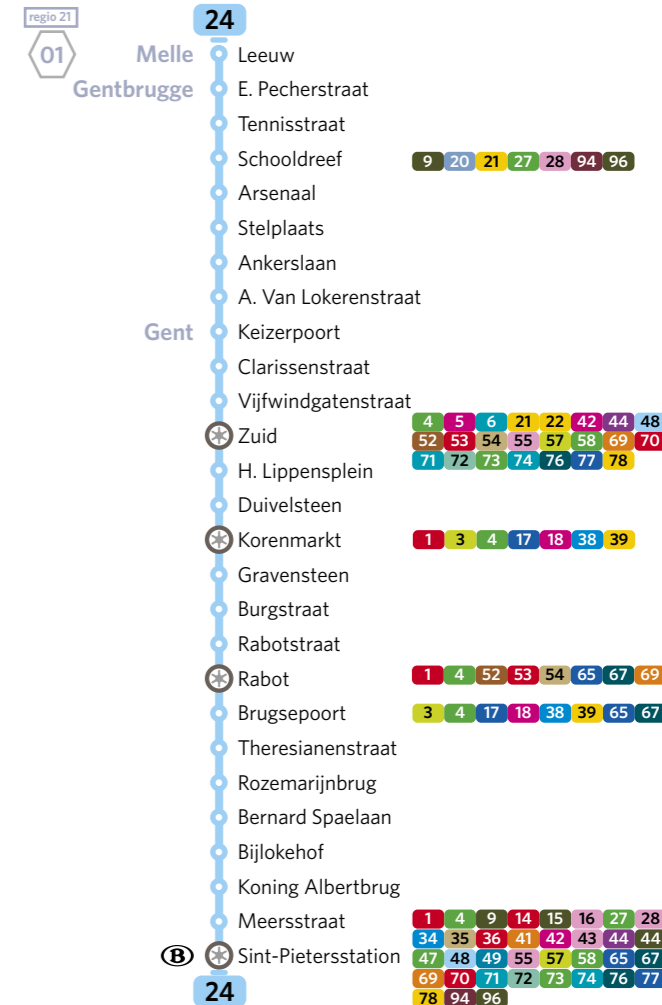 regio 21
24
01
Melle Leeuw
Gentbrugge E. Pecherstraat
Tennisstraat
Schooldreef 9 20 21 27 28 94 96
Arsenaal
Stelplaats
Ankerslaan
A. Van Lokerenstraat
Gent Keizerpoort
Clarissenstraat
Vijfwindgatenstraat
Zuid
4 5 6 21 22 42 44 48
52 53 54 55 57 58 69 70
71 72 73 74 76 77 78
H. Lippensplein
Duivelsteen
Korenmarkt 1 3 4 17 18 38 39
Gravensteen
Burgstraat
Rabotstraat
Rabot 1 4 52 53 54 65 67 69
Brugsepoort 3 4 17 18 38 39 65 67
Theresianenstraat
Rozemarijnbrug
Bernard Spaelaan
Bijlokehof
Koning Albertbrug
Meersstraat
B Sint-Pietersstation
1 4 9 14 15 16 27 28
34 35 36 41 42 43 44 44
47 48 49 55 57 58 65 67
69 70 71 72 73 74 76 77
78 94 96
24